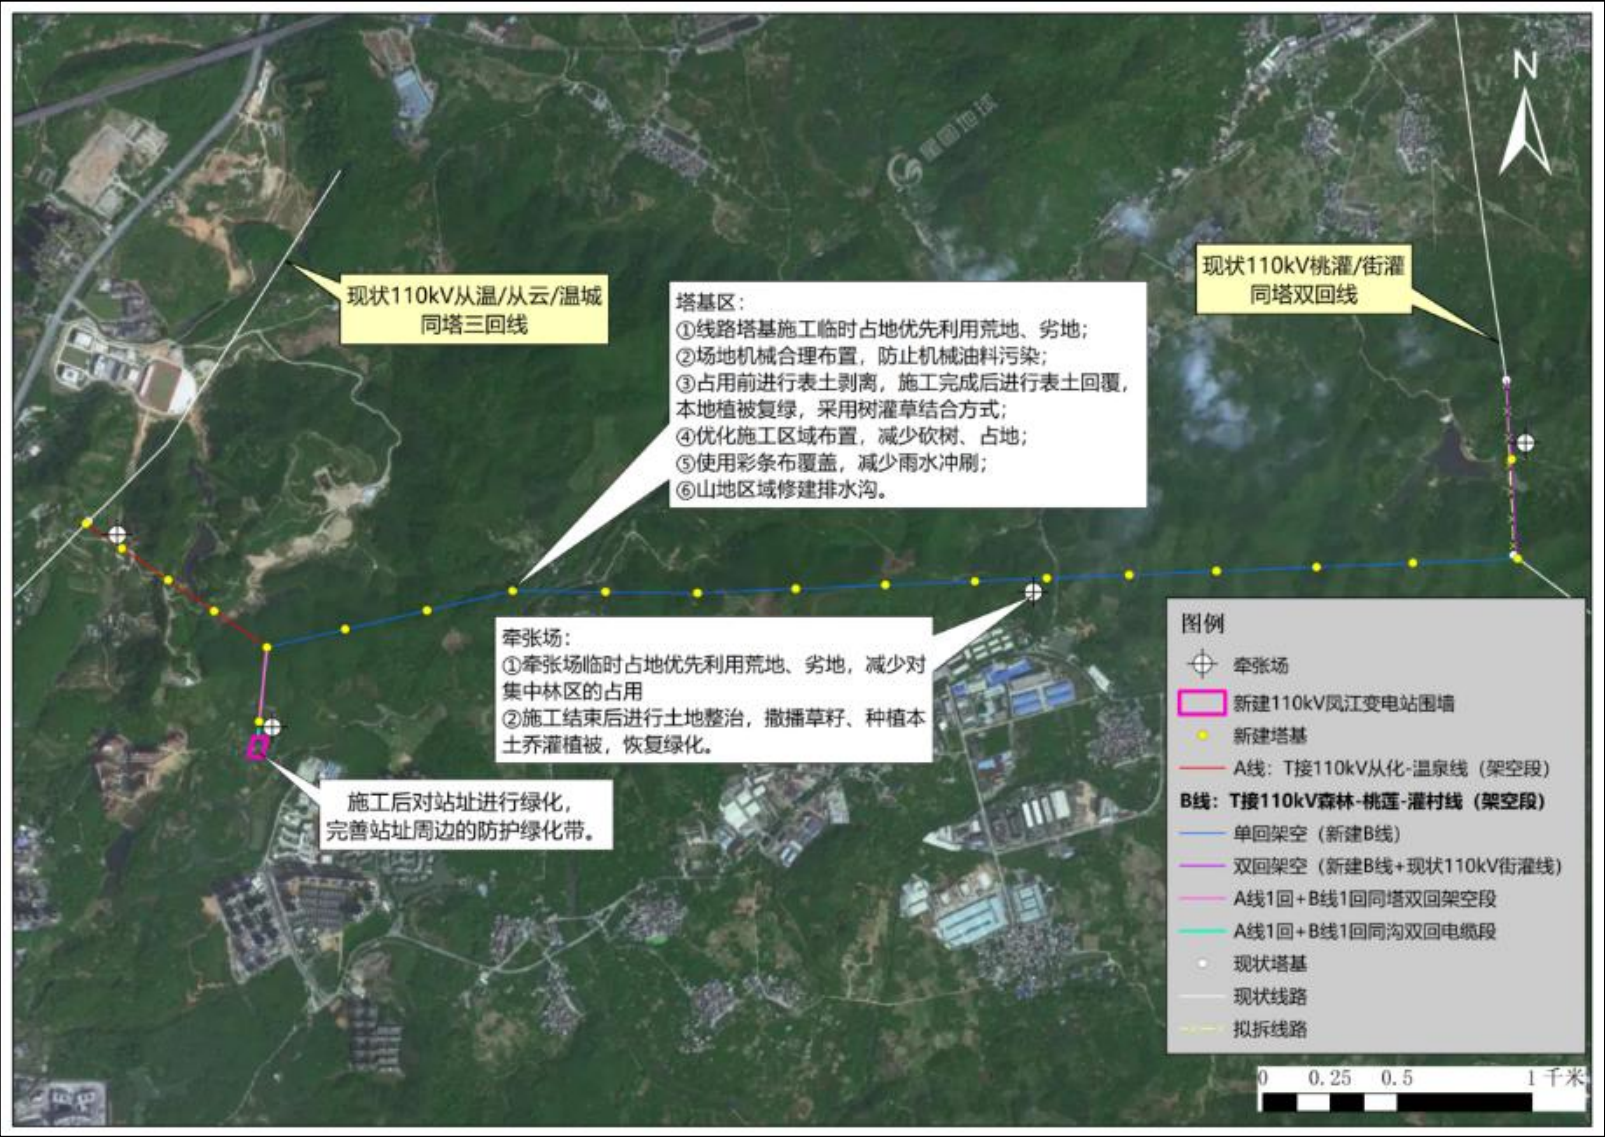 星图地球
N
现状110kV从温/从云/温城
同塔三回线
现状110kV桃灌/街灌
同塔双回线
塔基区：
①线路塔基施工临时占地优先利用荒地、劣地；
②场地机械合理布置，防止机械油料污染；
③占用前进行表土剥离，施工完成后进行表土回覆，
本地植被复绿，采用树灌草结合方式；
④优化施工区域布置，减少砍树、占地；
⑤使用彩条布覆盖，减少雨水冲刷；
⑥山地区域修建排水沟。
牵张场：
①牵张场临时占地优先利用荒地、劣地，减少对
集中林区的占用
②施工结束后进行土地整治，撒播草籽、种植本
土乔灌植被，恢复绿化。
施工后对站址进行绿化，
完善站址周边的防护绿化带。
图例
牵张场
新建110kV凤江变电站围墙
新建塔基
A线：T接110kV从化-温泉线（架空段）
B线：T接110kV森林-桃莲-灌村线（架空段）
单回架空（新建B线）
双回架空（新建B线+现状110kV街灌线）
A线1回+B线1回同塔双回架空段
A线1回+B线1回同沟双回电缆段
现状塔基
现状线路
拟拆线路
0 0.25 0.5 1 千米